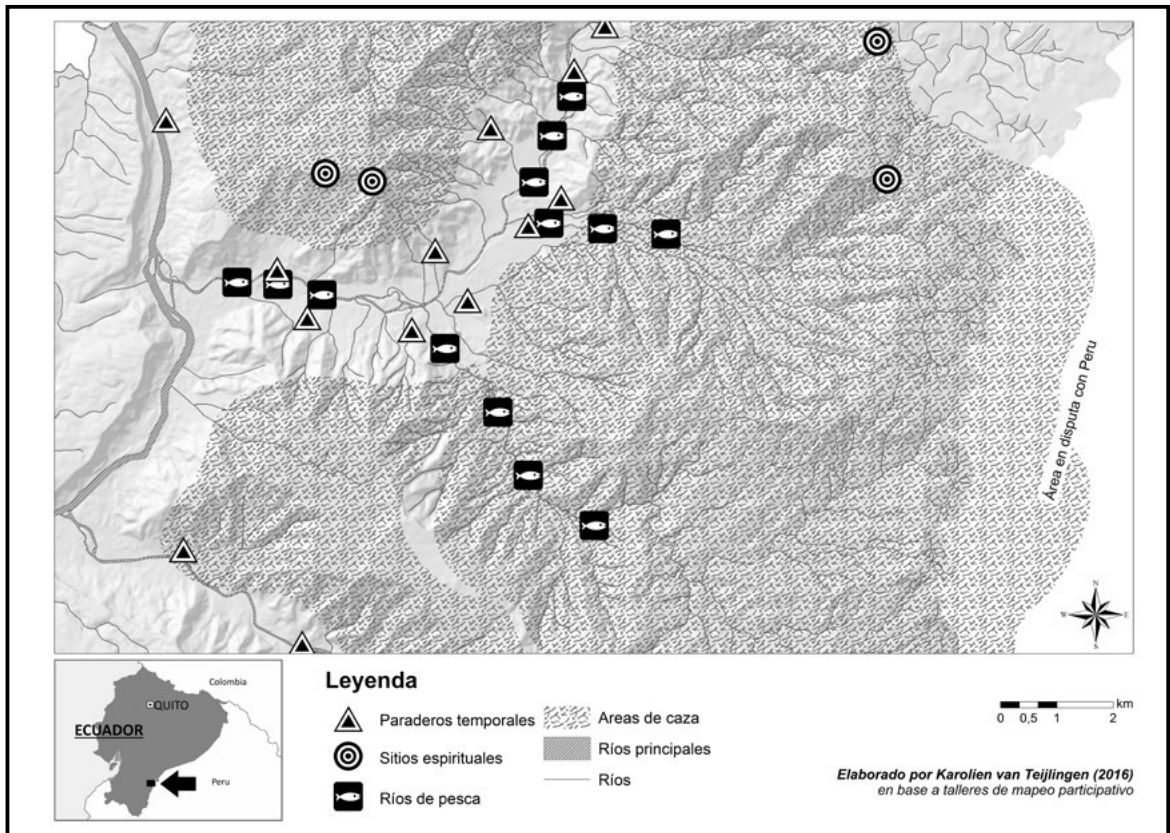 Área en disputa con Peru
N
W
E
S
Colombia
QUITO
ECUADOR
Peru
Leyenda
Paraderos temporales
Sitios espirituales
Ríos de pesca
Areas de caza
Ríos principales
Ríos
km
0 0,5 1 2
Elaborado por Karolien van Teijlingen (2016)
en base a talleres de mapeo participativo